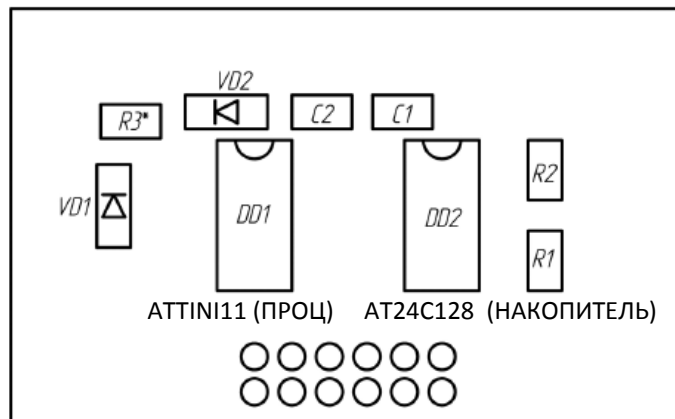 VD2
R3* C2 C1
VD1 DD1 DD2 R2
R1
ATTINI11 (ПРОЦ) AT24C128 (НАКОПИТЕЛЬ)